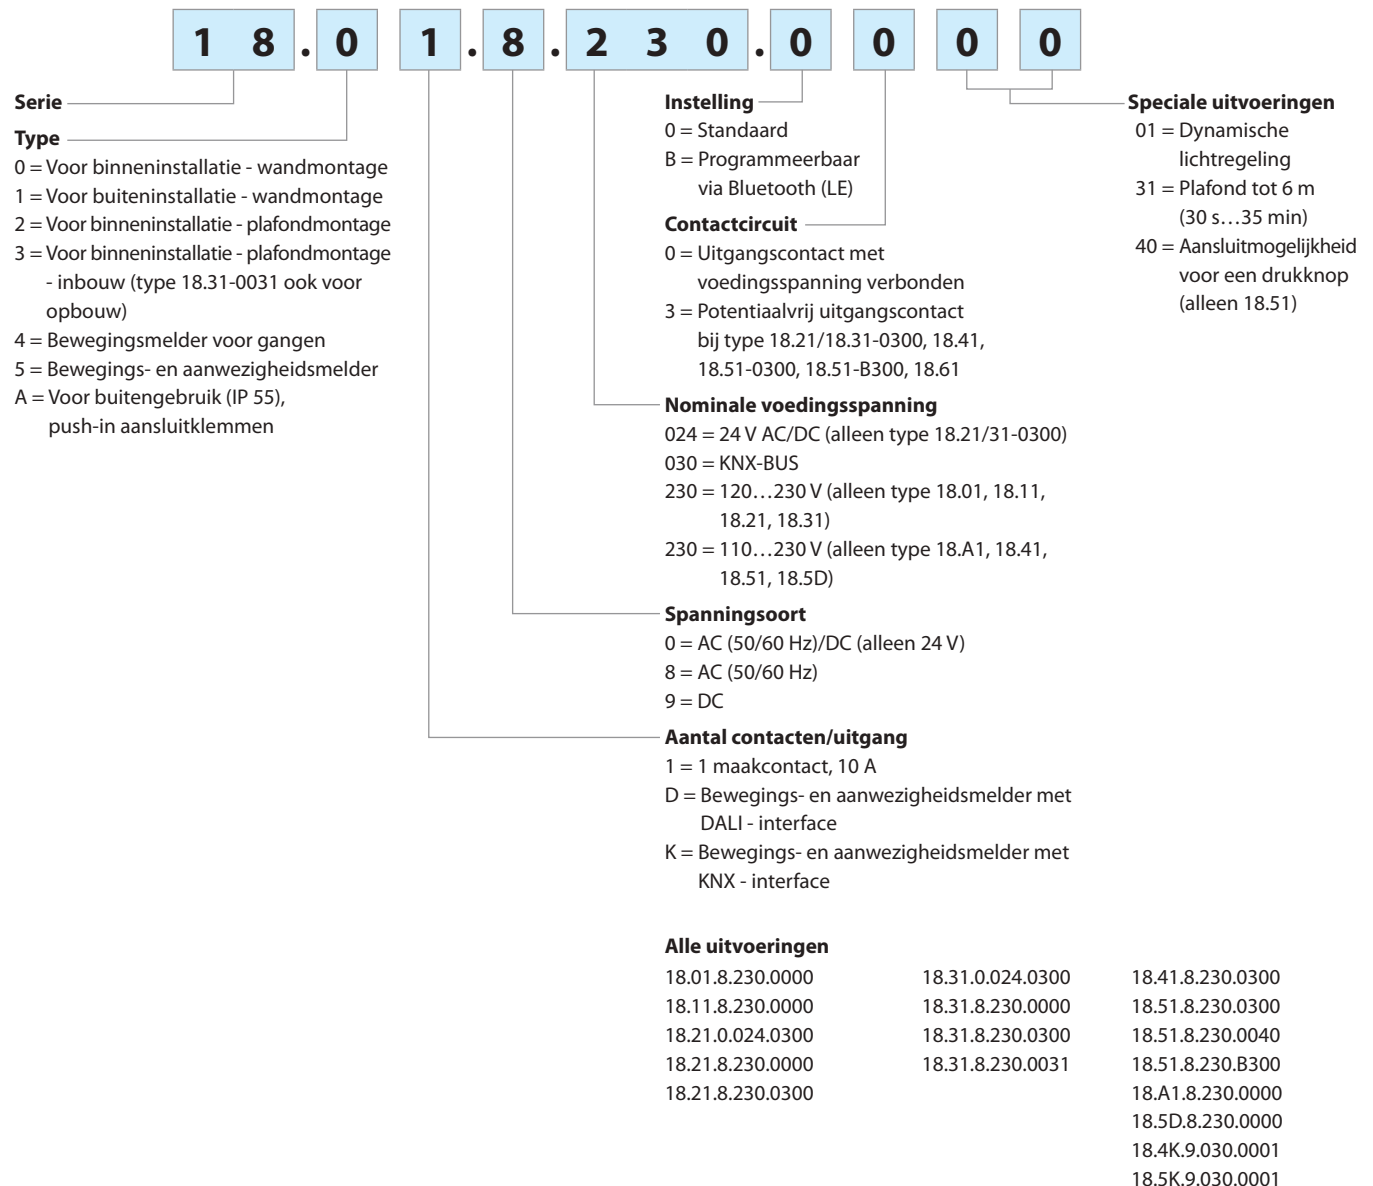 18.01.8.230.0000
Serie
Type
0 = Voor binneninstallatie - wandmontage
1 = Voor buiteninstallatie - wandmontage
2 = Voor binneninstallatie - plafondmontage
3 = Voor binneninstallatie - plafondmontage
- inbouw (type 18.31-0031 ook voor
opbouw)
4 = Bewegingsmelder voor gangen
5 = Bewegings- en aanwezigheidsmelder
A = Voor buitengebruik (IP 55),
push-in aansluitklemmen
Instelling
0 = Standaard
B = Programmeerbaar
via Bluetooth (LE)
Contactcircuit
0 = Uitgangscontact met
voedingsspanning verbonden
3 = Potentiaalvrij uitgangscontact
bij type 18.21/18.31-0300, 18.41,
18.51-0300, 18.51-B300, 18.61
Nominale voedingsspanning
024 = 24 V AC/DC (alleen type 18.21/31-0300)
030 = KNX-BUS
230 = 120…230 V (alleen type 18.01, 18.11,
18.21, 18.31)
230 = 110…230 V (alleen type 18.A1, 18.41,
18.51, 18.5D)
Spanningsoort
0 = AC (50/60 Hz)/DC (alleen 24 V)
8 = AC (50/60 Hz)
9 = DC
Aantal contacten/uitgang
1 = 1 maakcontact, 10 A
D = Bewegings- en aanwezigheidsmelder met
DALI - interface
K = Bewegings- en aanwezigheidsmelder met
KNX - interface
Speciale uitvoeringen
01 = Dynamische
lichtregeling
31 = Plafond tot 6 m
(30 s…35 min)
40 = Aansluitmogelijkheid
voor een drukknop
(alleen 18.51)
Alle uitvoeringen
18.01.8.230.0000
18.11.8.230.0000
18.21.0.024.0300
18.21.8.230.0000
18.21.8.230.0300
18.31.0.024.0300
18.31.8.230.0000
18.31.8.230.0300
18.31.8.230.0031
18.41.8.230.0300
18.51.8.230.0300
18.51.8.230.0040
18.51.8.230.B300
18.A1.8.230.0000
18.5D.8.230.0000
18.4K.9.030.0001
18.5K.9.030.0001